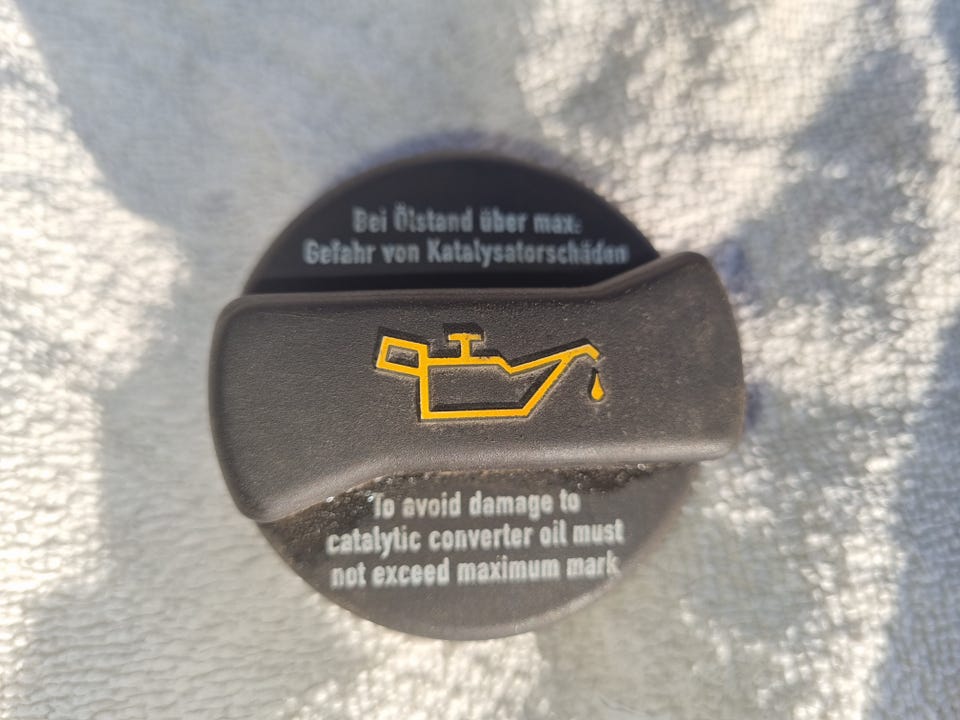 Bei Ölstand über max:
Gefahr von Katalysatorschäden
To avoid damage to
catalytic converter oil must
not exceed maximum mark